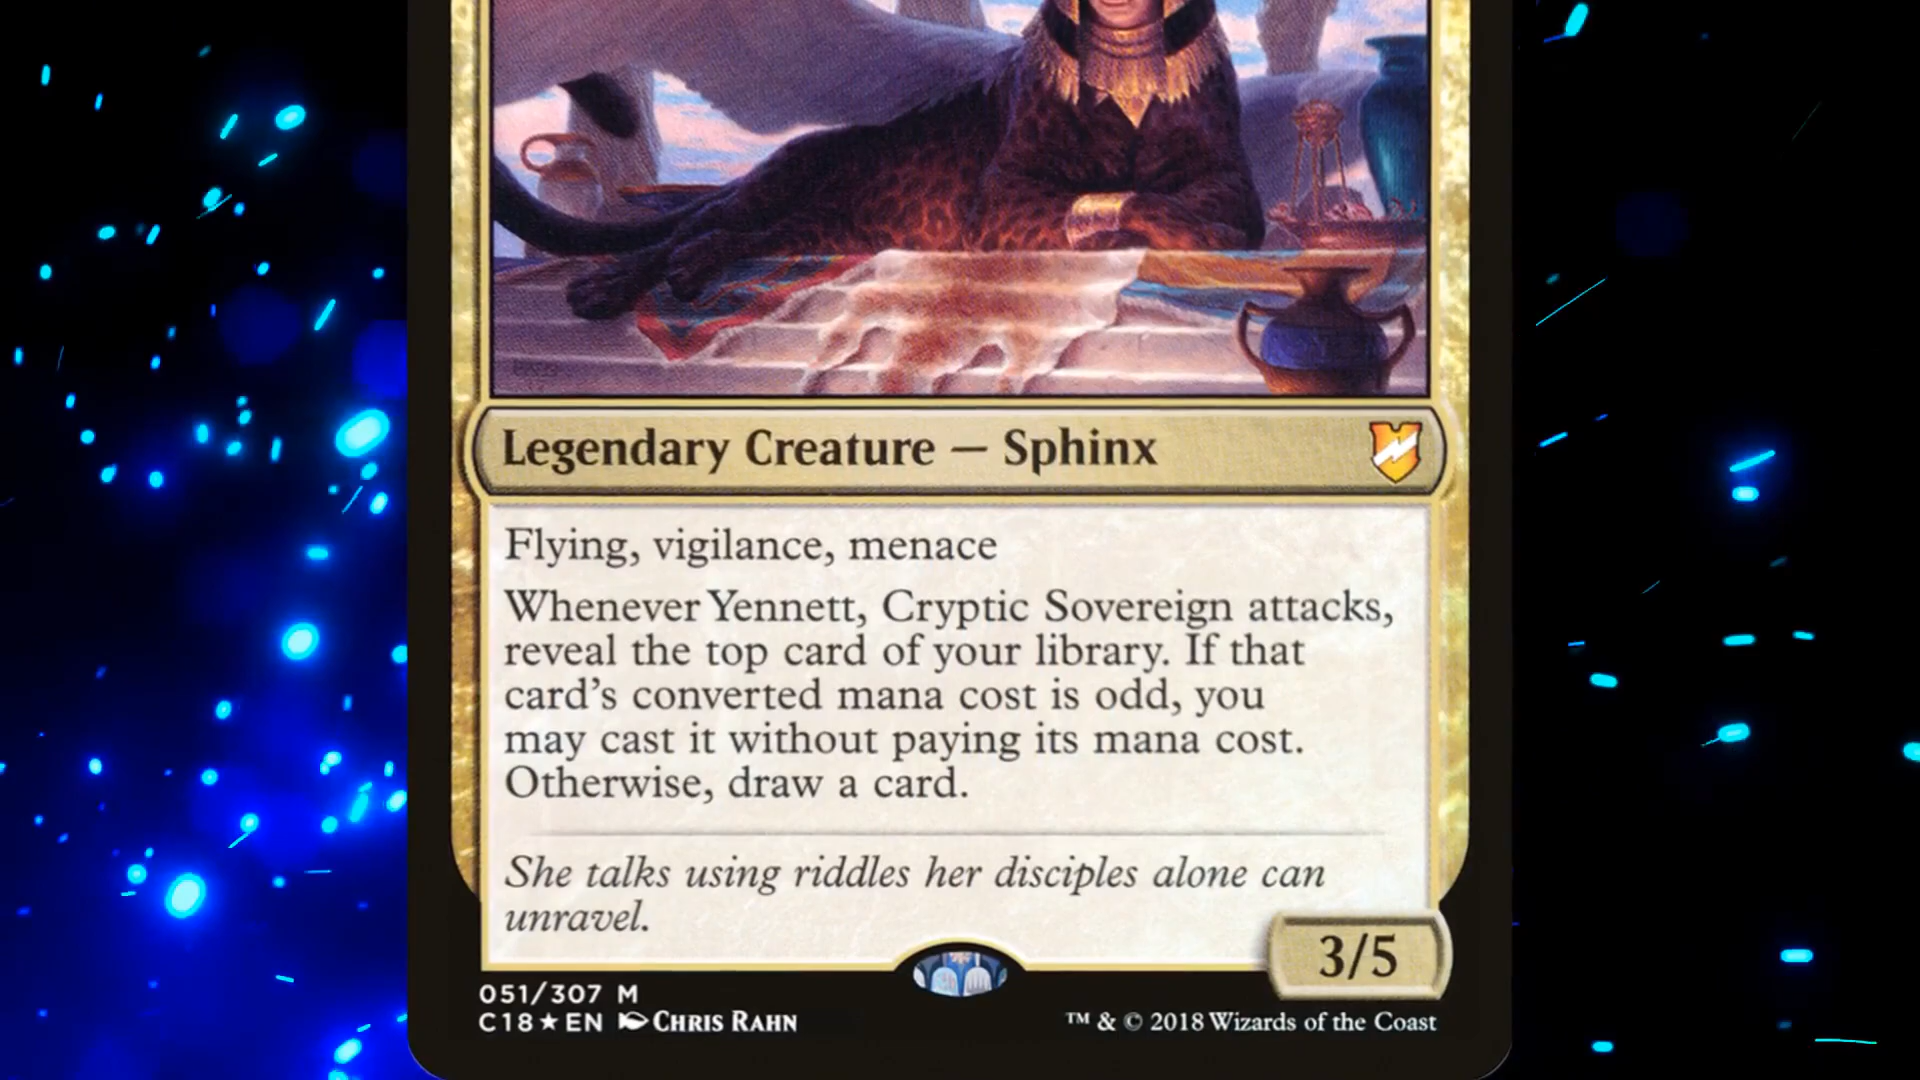 Legendary Creature — Sphinx
Flying, vigilance, menace
Whenever Yennett, Cryptic Sovereign attacks,
reveal the top card of your library. If that
card's converted mana cost is odd, you
may cast it without paying its mana cost.
Otherwise, draw a card.
She talks using riddles her disciples alone can
unravel.
3/5
051/307 M
C18★EN CHRIS RAHN
™ & © 2018 Wizards of the Coast